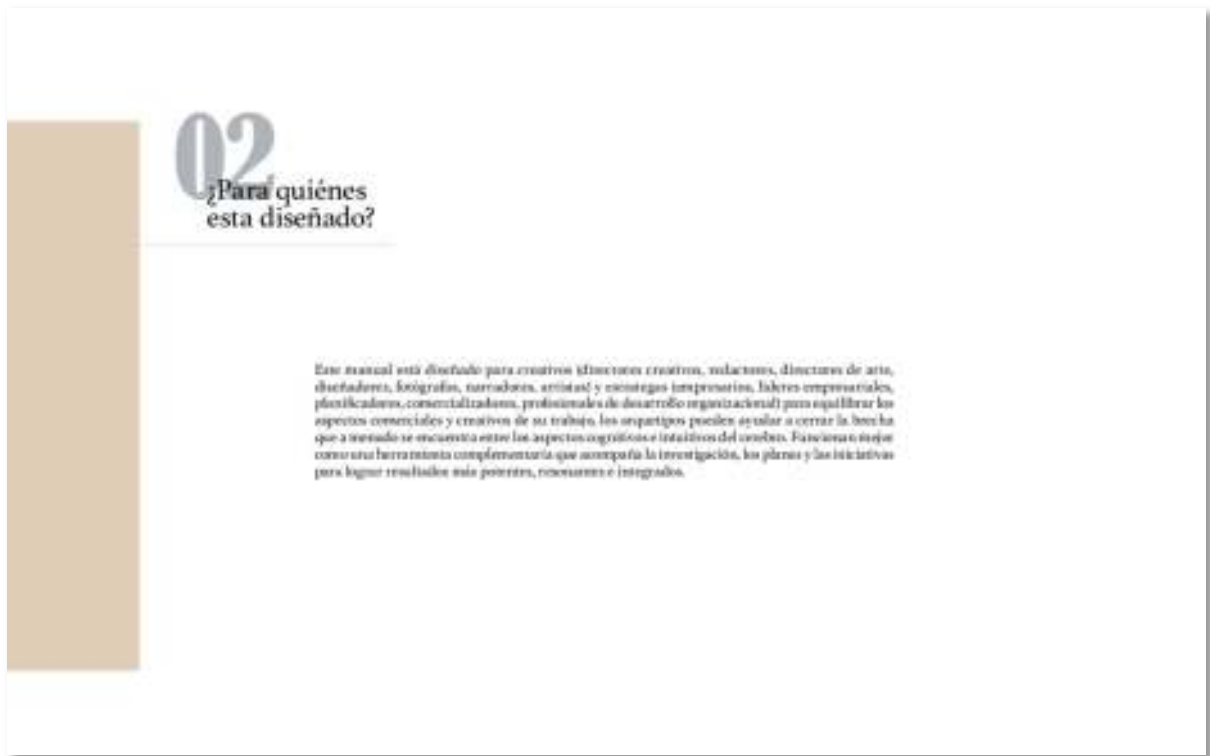 02
¿Para quiénes
esta diseñado?
Este manual está diseñado para creativos (directores creativos, redactores, directores de arte,
diseñadores, fotógrafos, narradores, artistas) y estrategas (empresarios, líderes empresariales,
planificadores, comercializadores, profesionales de desarrollo organizacional) para equilibrar los
aspectos comerciales y creativos de su trabajo, los arquetipos pueden ayudar a cerrar la brecha
que a menudo se encuentra entre los aspectos cognitivos e intuitivos del cerebro. Funcionan mejor
como una herramienta complementaria que acompaña la investigación, los planes y las iniciativas
para lograr resultados más potentes, resonantes e integrados.